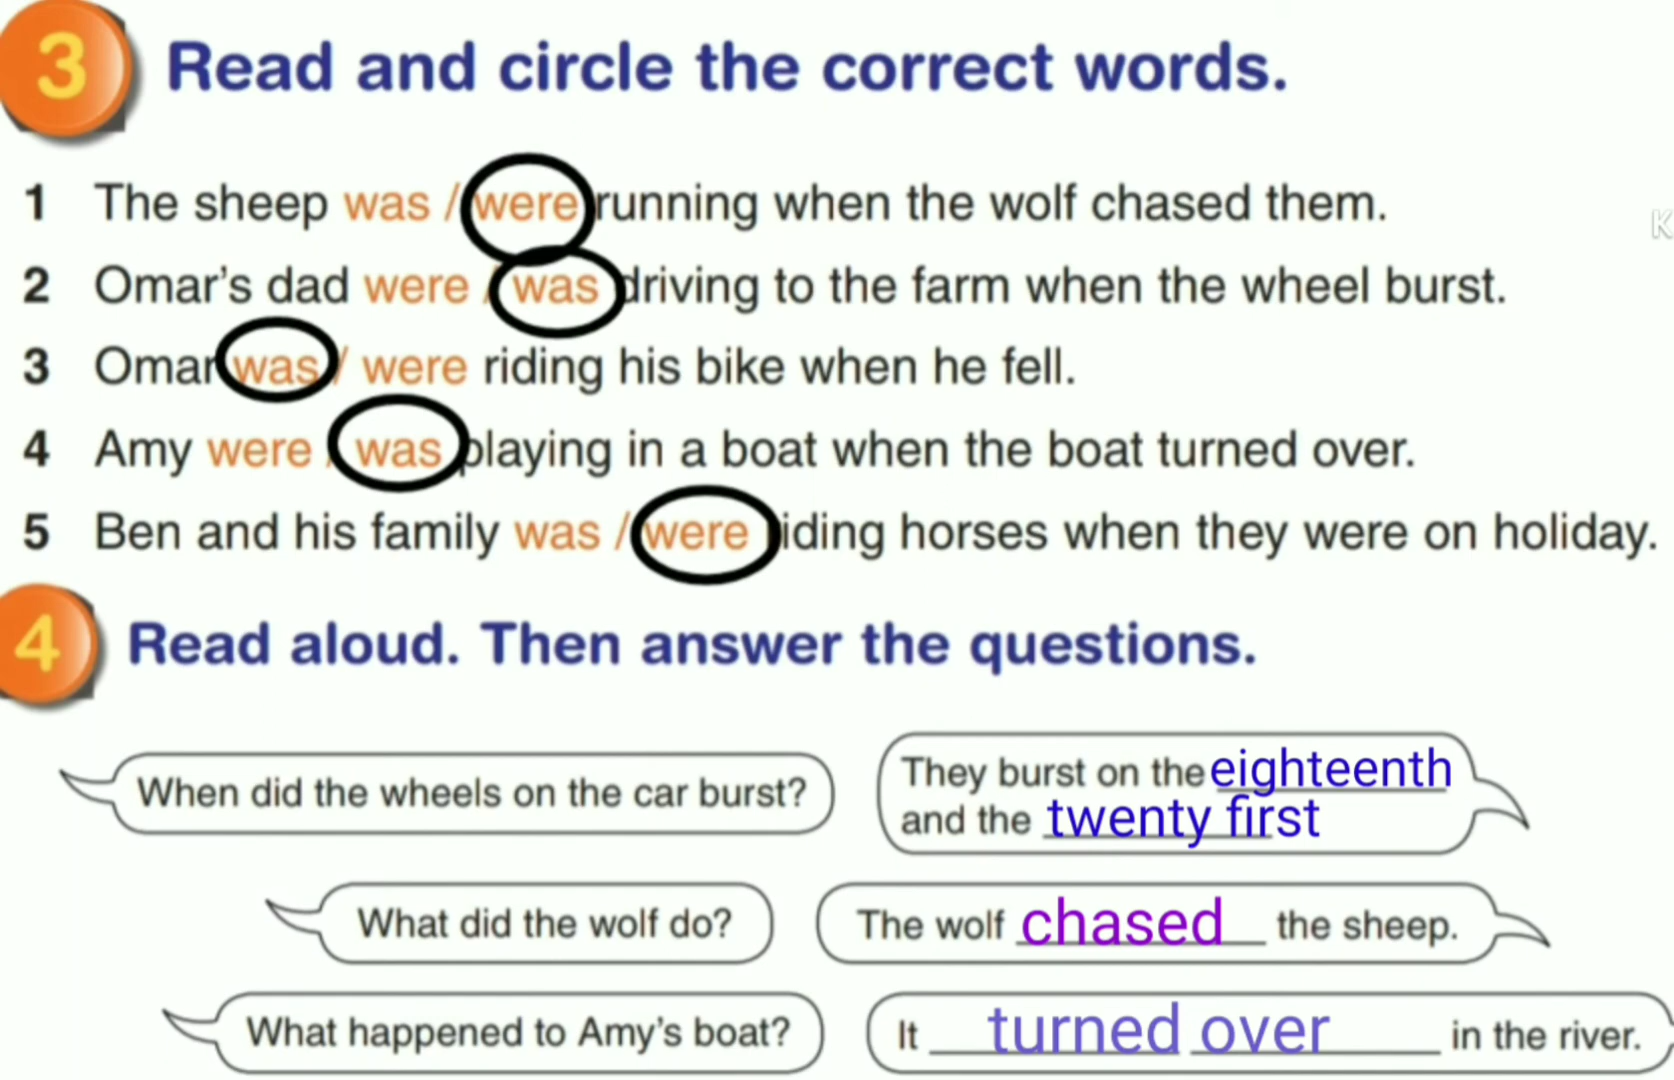 3 Read and circle the correct words.
1 The sheep was / were running when the wolf chased them.
K
2 Omar's dad were / was driving to the farm when the wheel burst.
3 Omar was / were riding his bike when he fell.
4 Amy were / was playing in a boat when the boat turned over.
5 Ben and his family was / were riding horses when they were on holiday.
4 Read aloud. Then answer the questions.
When did the wheels on the car burst?
They burst on the eighteenth
and the twenty first
What did the wolf do?
The wolf chased the sheep.
What happened to Amy's boat?
It turned over in the river.